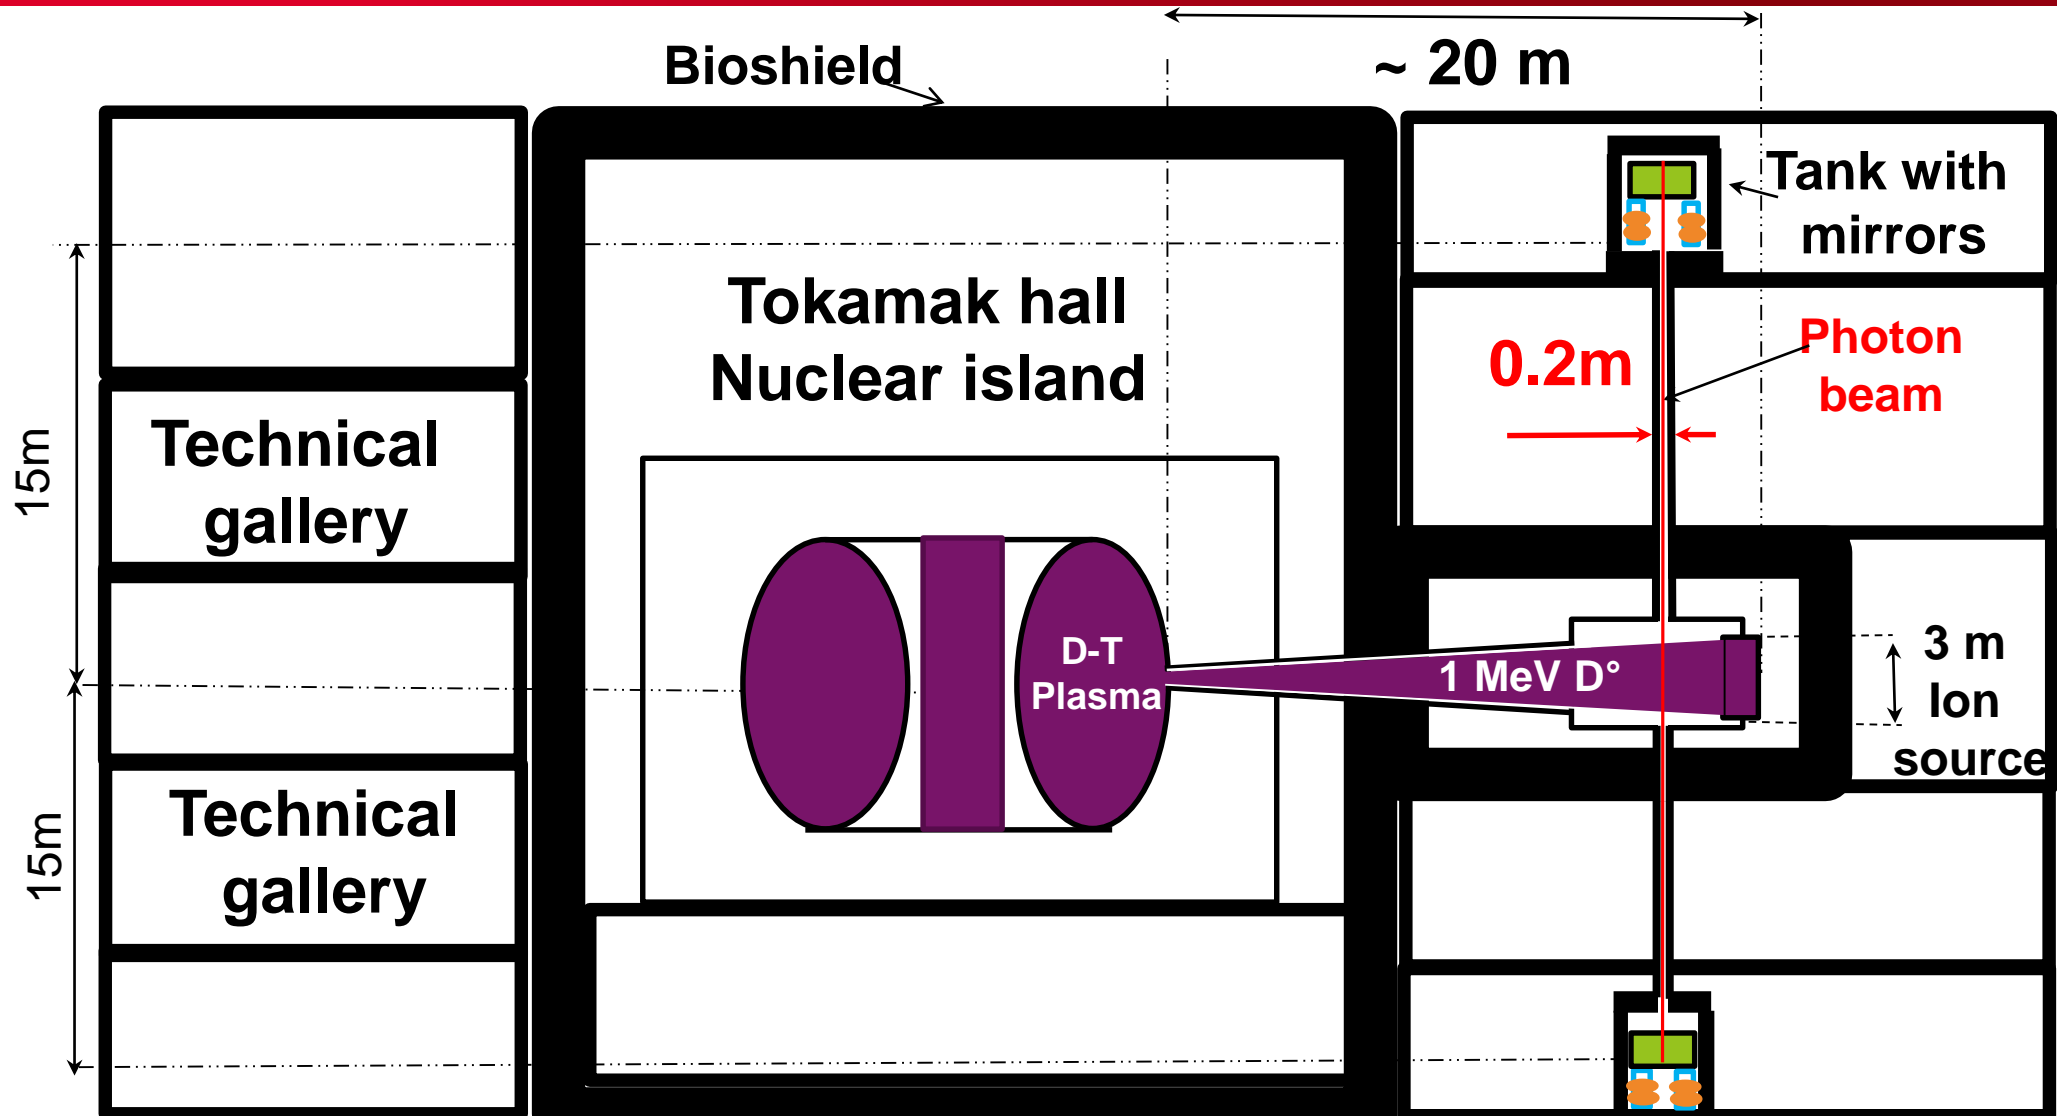 Bioshield
~ 20 m
Tank with
mirrors
Tokamak hall
Nuclear island
0.2m
Photon
beam
15m
Technical
gallery
D-T
Plasma
1 MeV D°
3 m
Ion
source
15m
Technical
gallery